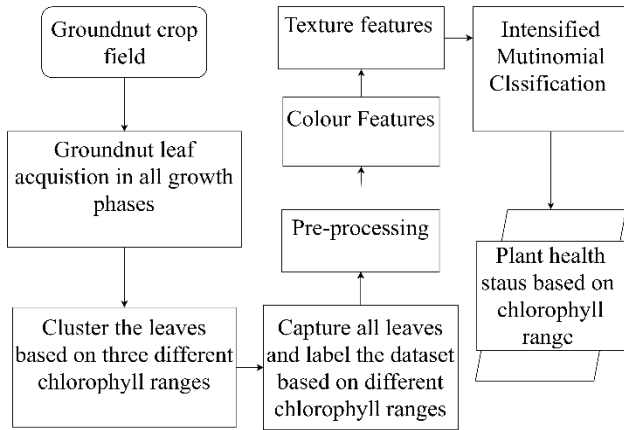 Groundnut crop
field
Groundnut leaf
acquistion in all growth
phases
Cluster the leaves
based on three different
chlorophyll ranges
Capture all leaves
and label the dataset
based on different
chlorophyll ranges
Pre-processing
Colour Features
Texture features
Intensified
Mutinomial
Clssification
Plant health
staus based on
chlorophyll
range